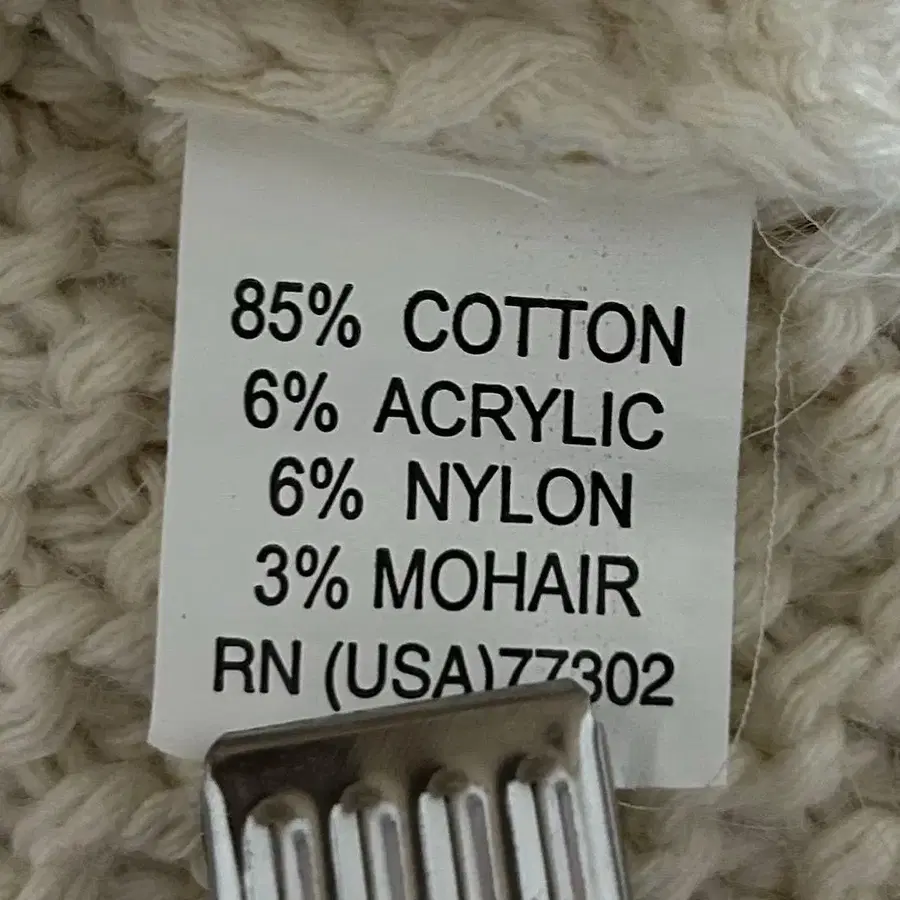 85% COTTON
6% ACRYLIC
6% NYLON
3% MOHAIR
RN (USA)77302